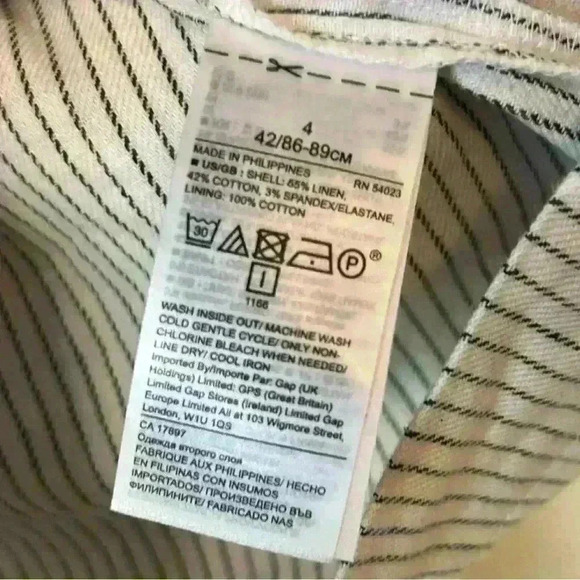 4
42/86-89CM
MADE IN PHILIPPINES RN 54023
■ US/GB : SHELL: 55% LINEN,
42% COTTON, 3% SPANDEX/ELASTANE,
LINING: 100% COTTON
30 P ®
I
1166
WASH INSIDE OUT/ MACHINE WASH
COLD GENTLE CYCLE/ ONLY NON-
CHLORINE BLEACH WHEN NEEDED/
LINE DRY/ COOL IRON
Imported By/Importe Par: Gap (UK
Holdings) Limited: GPS (Great Britain)
Limited Gap Stores (Ireland) Limited Gap
Europe Limited All at 103 Wigmore Street,
London, W1U 1QS
CA 17897
Одежда второго слоя
FABRIQUE AUX PHILIPPINES/ HECHO
EN FILIPINAS CON INSUMOS
IMPORTADOS/ ПРОИЗВЕДЕНО ВЪВ
ФИЛИПИНИТЕ/ FABRICADO NAS